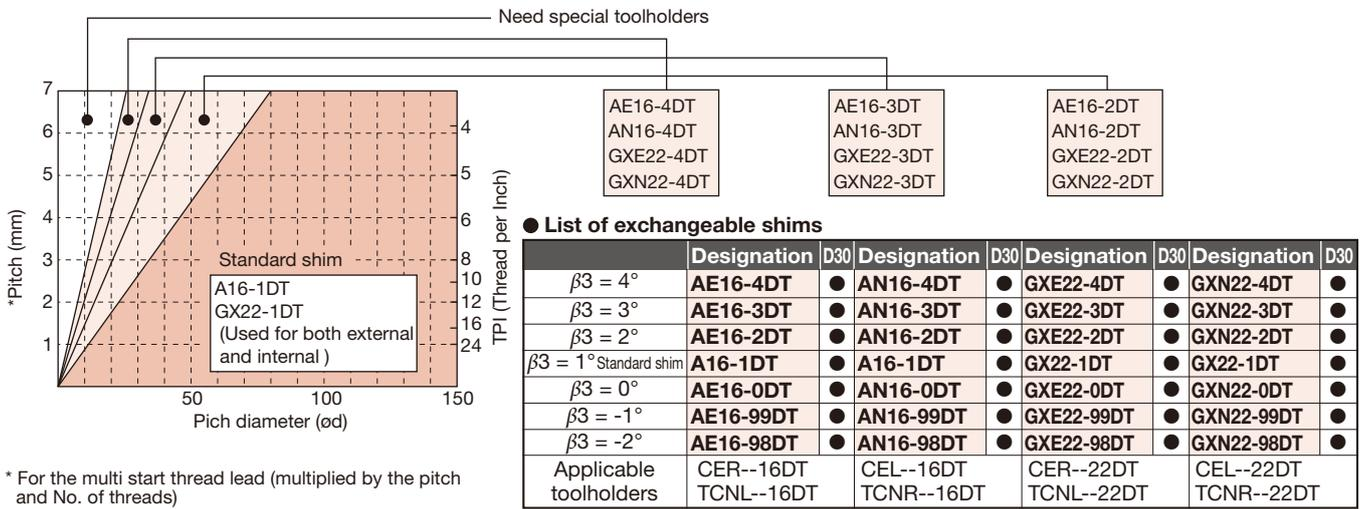 Need special toolholders
AE16-4DT
AN16-4DT
GXE22-4DT
GXN22-4DT
AE16-3DT
AN16-3DT
GXE22-3DT
GXN22-3DT
AE16-2DT
AN16-2DT
GXE22-2DT
GXN22-2DT
*Pitch (mm)
7
6
5
4
3
2
1
Standard shim
A16-1DT
GX22-1DT
(Used for both external
and internal )
4
5
6
8
10
12
16
24
TPI (Thread per Inch)
50 100 150
Pich diameter (ød)
* For the multi start thread lead (multiplied by the pitch
and No. of threads)
● List of exchangeable shims
Designation D30 Designation D30 Designation D30 Designation D30
β3 = 4° AE16-4DT ● AN16-4DT ● GXE22-4DT ● GXN22-4DT ●
β3 = 3° AE16-3DT ● AN16-3DT ● GXE22-3DT ● GXN22-3DT ●
β3 = 2° AE16-2DT ● AN16-2DT ● GXE22-2DT ● GXN22-2DT ●
β3 = 1° Standard shim A16-1DT ● A16-1DT ● GX22-1DT ● GX22-1DT ●
β3 = 0° AE16-0DT ● AN16-0DT ● GXE22-0DT ● GXN22-0DT ●
β3 = -1° AE16-99DT ● AN16-99DT ● GXE22-99DT ● GXN22-99DT ●
β3 = -2° AE16-98DT ● AN16-98DT ● GXE22-98DT ● GXN22-98DT ●
Applicable CER--16DT CEL--16DT CER--22DT CEL--22DT
toolholders TCNL--16DT TCNR--16DT TCNL--22DT TCNR--22DT